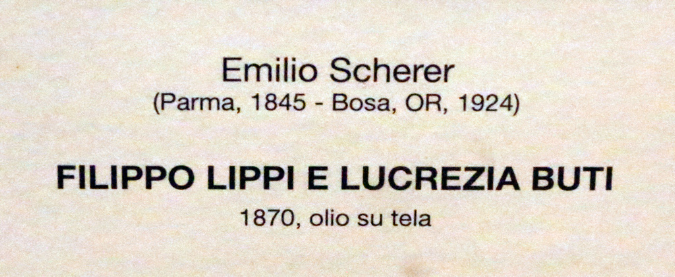 Emilio Scherer
(Parma, 1845 - Bosa, OR, 1924)
FILIPPO LIPPI E LUCREZIA BUTI
1870, olio su tela